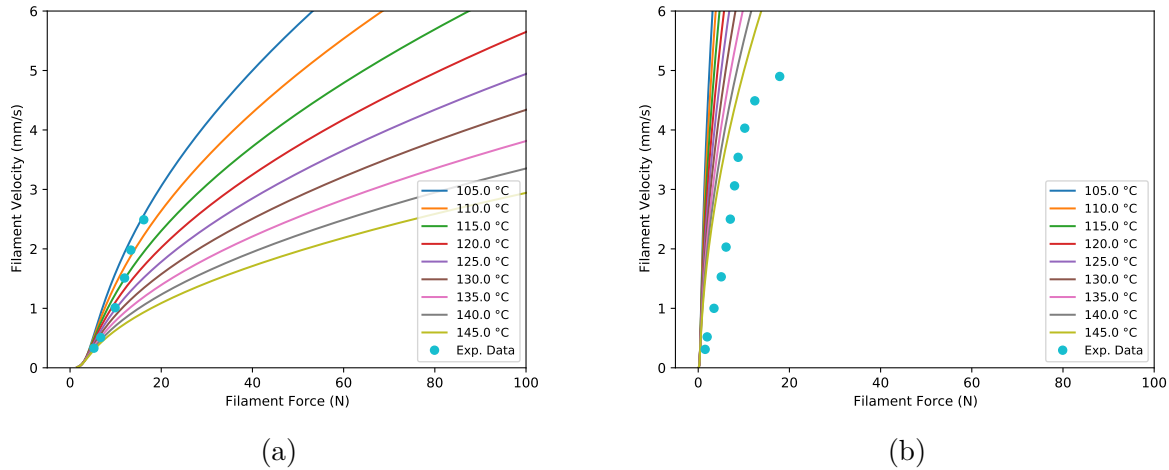 6
5
4
3
2
1
0
Filament Velocity (mm/s)
0 20 40 60 80 100
Filament Force (N)
105.0 °C
110.0 °C
115.0 °C
120.0 °C
125.0 °C
130.0 °C
135.0 °C
140.0 °C
145.0 °C
Exp. Data
(a)
6
5
4
3
2
1
0
Filament Velocity (mm/s)
0 20 40 60 80 100
Filament Force (N)
105.0 °C
110.0 °C
115.0 °C
120.0 °C
125.0 °C
130.0 °C
135.0 °C
140.0 °C
145.0 °C
Exp. Data
(b)